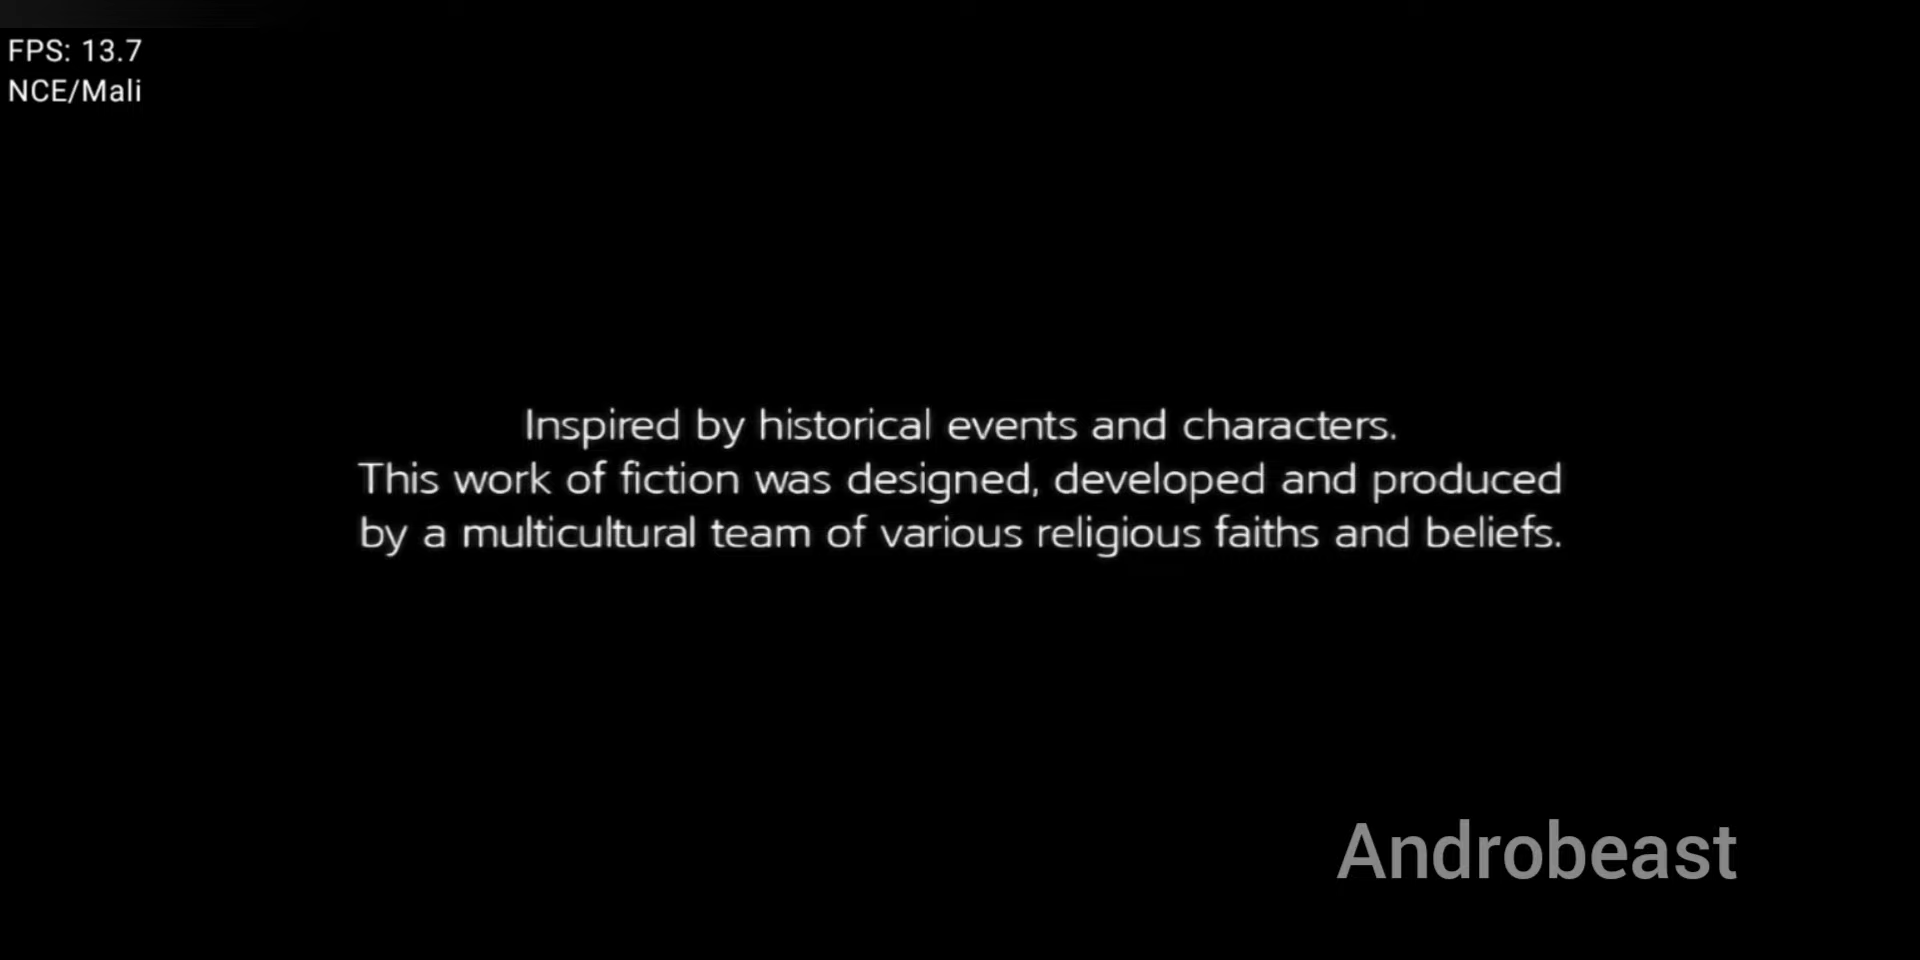 FPS: 13.7
NCE/Mali
Inspired by historical events and characters.
This work of fiction was designed, developed and produced
by a multicultural team of various religious faiths and beliefs.
Androbeast